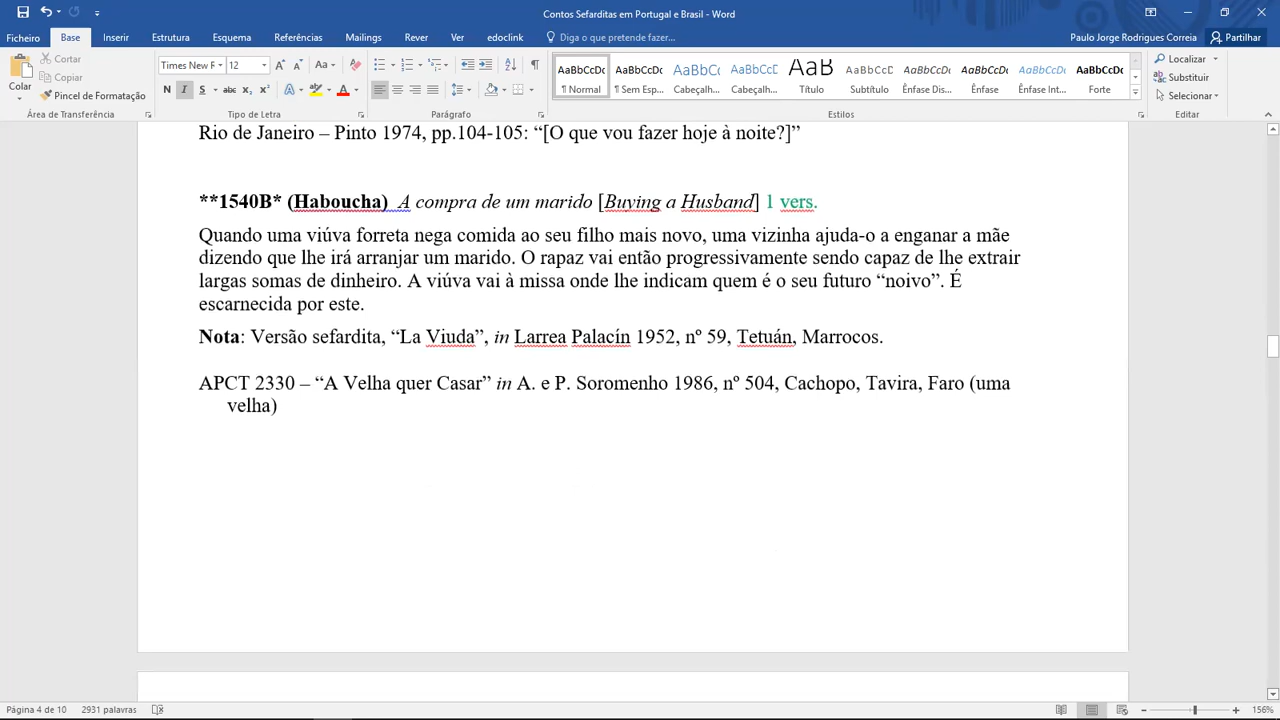 Contos Sefarditas em Portugal e Brasil - Word
Ficheiro Base Inserir Estrutura Esquema Referências Mailings Rever Ver edoclink Diga o que pretende fazer... Paulo Jorge Rodrigues Correia Partilhar
Colar
Cortar
Copiar
Pincel de Formatação
Área de Transferência
Times New R 12
N I S abc x₂ x²
Tipo de Letra
Parágrafo
AaBbCcDc AaBbCcDc AaBbCc AaBbCcD AaB AaBbCcD AaBbCcDc AaBbCcDc AaBbCcDc AaBbCcDc
¶ Normal ¶ Sem Esp... Cabeçalh... Cabeçalh... Título Subtítulo Ênfase Dis... Ênfase Ênfase Int... Forte
Estilos
Localizar
Substituir
Selecionar
Editar
Rio de Janeiro – Pinto 1974, pp.104-105: “[O que vou fazer hoje à noite?]”
**1540B* (Haboucha) A compra de um marido [Buying a Husband] 1 vers.
Quando uma viúva forreta nega comida ao seu filho mais novo, uma vizinha ajuda-o a enganar a mãe
dizendo que lhe irá arranjar um marido. O rapaz vai então progressivamente sendo capaz de lhe extrair
largas somas de dinheiro. A viúva vai à missa onde lhe indicam quem é o seu futuro “noivo”. É
escarnecida por este.
Nota: Versão sefardita, “La Viuda”, in Larrea Palacín 1952, nº 59, Tetuán, Marrocos.
APCT 2330 – “A Velha quer Casar” in A. e P. Soromenho 1986, nº 504, Cachopo, Tavira, Faro (uma
velha)
Página 4 de 10 2931 palavras 156%